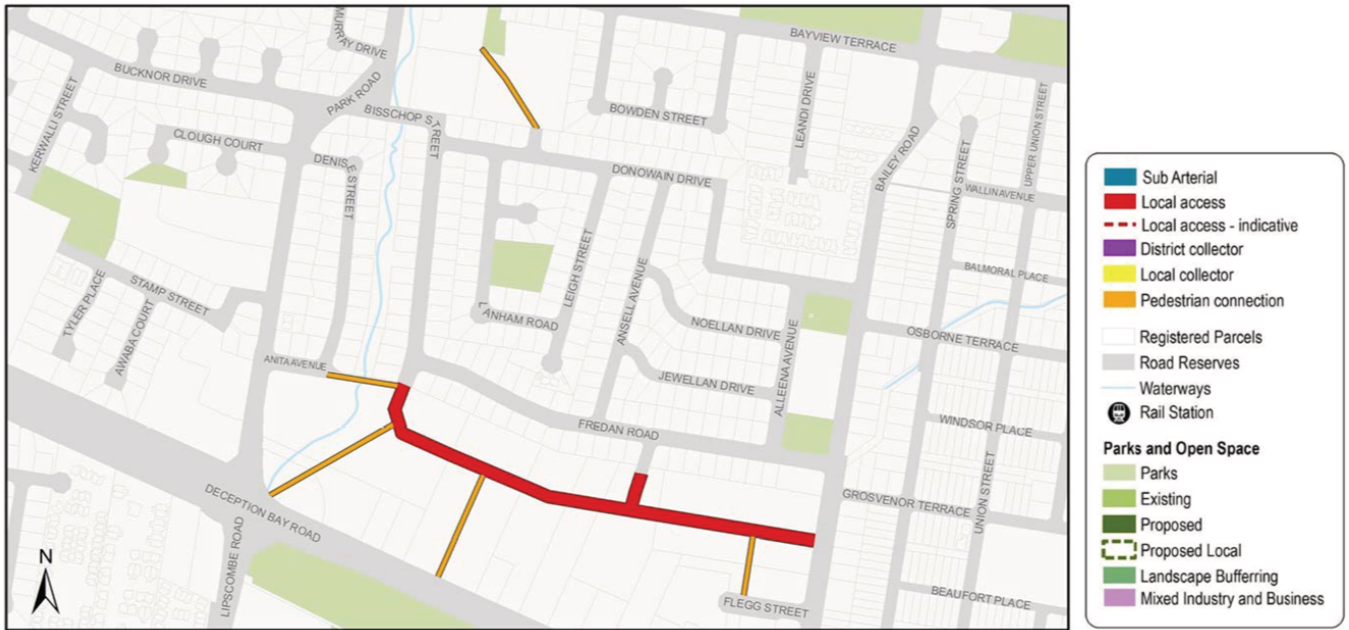 BAYVIEW TERRACE
MURRAY DRIVE
BUCKNOR DRIVE
PARK ROAD
BISSCHOP STREET
BOWDEN STREET
LEANDI DRIVE
BAILEY ROAD
SPRING STREET
UPPER UNION STREET
KERWALLI STREET
CLOUGH COURT
DENISE STREET
DONOWAIN DRIVE
WALLIN AVENUE
BALMORAL PLACE
STAMP STREET
TYLER PLACE
AWABA COURT
LANHAM ROAD
LEIGH STREET
ANSELL AVENUE
NOELLAN DRIVE
ALLEENA AVENUE
OSBORNE TERRACE
ANITA AVENUE
JEWELLAN DRIVE
FREDAN ROAD
WINDSOR PLACE
UNION STREET
GROSVENOR TERRACE
DECEPTION BAY ROAD
LIPSCOMBE ROAD
FLEGG STREET
BEAUFORT PLACE
N
Sub Arterial
Local access
Local access - indicative
District collector
Local collector
Pedestrian connection
Registered Parcels
Road Reserves
Waterways
Rail Station
Parks and Open Space
Parks
Existing
Proposed
Proposed Local
Landscape Bufferring
Mixed Industry and Business